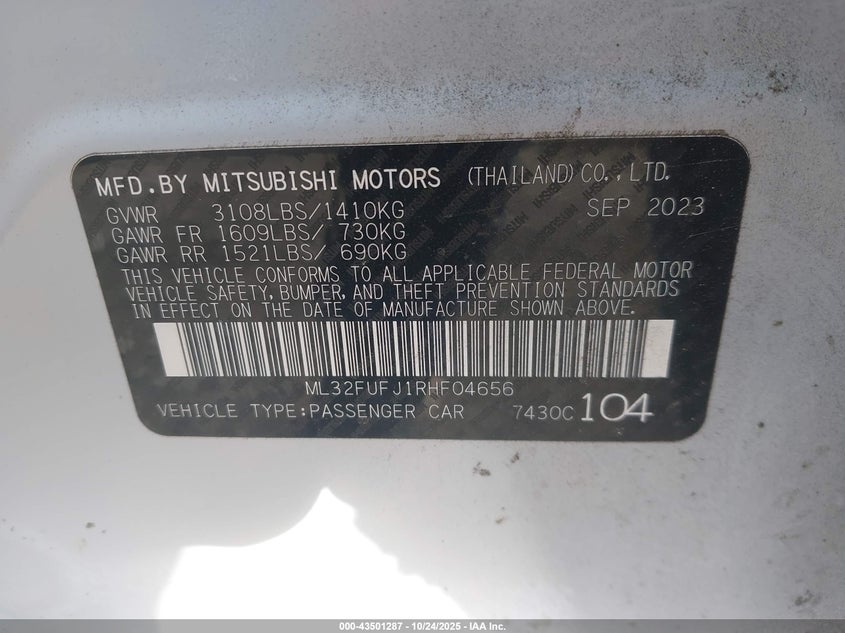 MFD.BY MITSUBISHI MOTORS (THAILAND) CO., LTD.
GVWR 3108LBS/1410KG SEP 2023
GAWR FR 1609LBS/ 730KG
GAWR RR 1521LBS/ 690KG
THIS VEHICLE CONFORMS TO ALL APPLICABLE FEDERAL MOTOR
VEHICLE SAFETY, BUMPER, AND THEFT PREVENTION STANDARDS
IN EFFECT ON THE DATE OF MANUFACTURE SHOWN ABOVE.
ML32FUFJ1RHF04656
VEHICLE TYPE:PASSENGER CAR 7430C 104
000-43501287 - 10/24/2025 - IAA Inc.